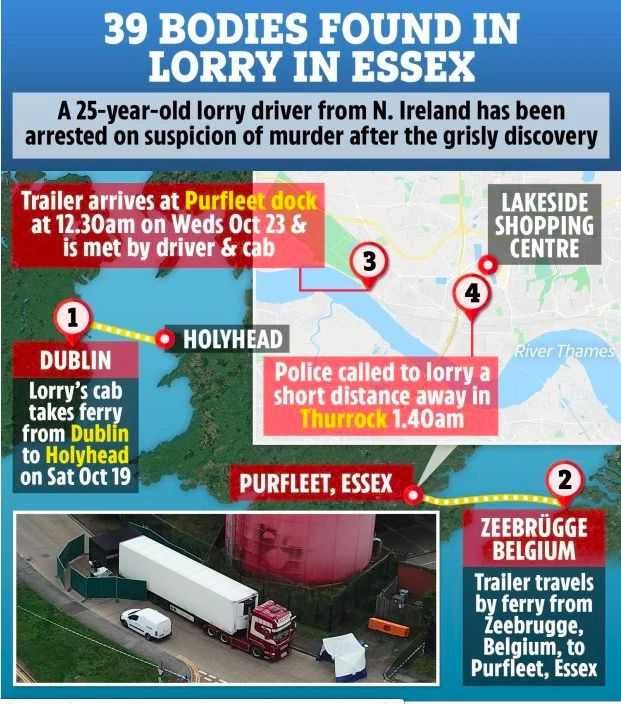 39 BODIES FOUND IN
LORRY IN ESSEX
A 25-year-old lorry driver from N. Ireland has been
arrested on suspicion of murder after the grisly discovery
Trailer arrives at Purfleet dock
at 12.30am on Weds Oct 23 &
is met by driver & cab
LAKESIDE
SHOPPING
CENTRE
3
4
1
HOLYHEAD
River Thames
DUBLIN
Lorry's cab
takes ferry
from Dublin
to Holyhead
on Sat Oct 19
Police called to lorry a
short distance away in
Thurrock 1.40am
PURFLEET, ESSEX
2
ZEEBRÜGGE
BELGIUM
Trailer travels
by ferry from
Zeebrugge,
Belgium, to
Purfleet, Essex